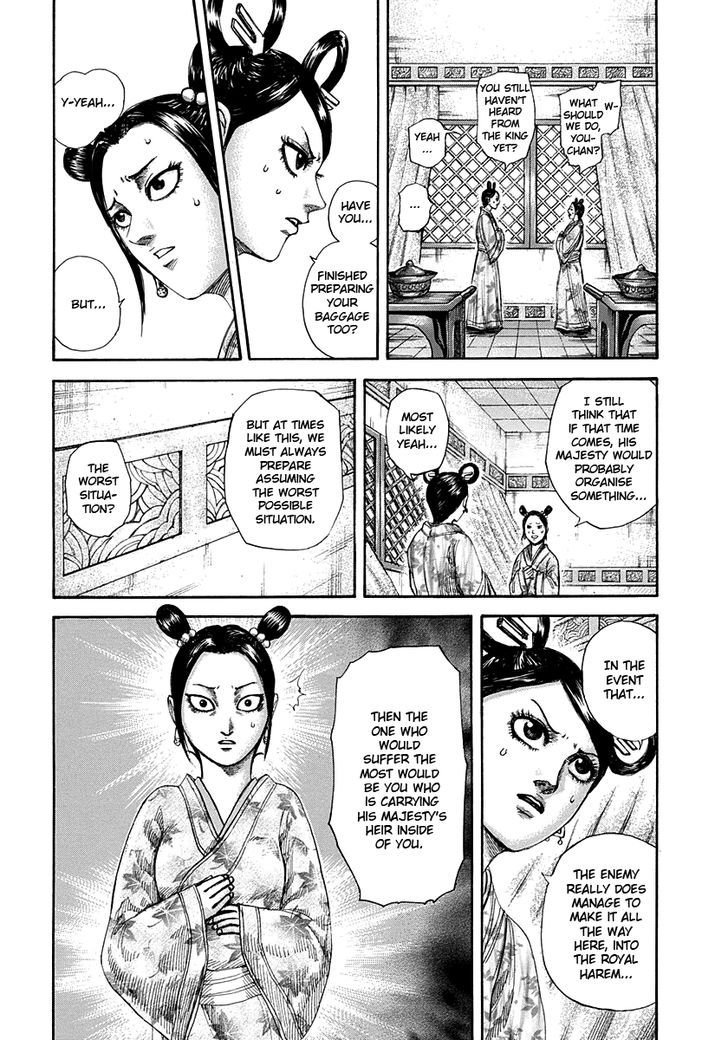 W-
WHAT
SHOULD
WE DO,
YOU-
CHAN?
YOU STILL
HAVEN'T
HEARD
FROM
THE KING
YET?
YEAH
...
...
HAVE
YOU...
FINISHED
PREPARING
YOUR
BAGGAGE
TOO?
Y-YEAH...
BUT...
I STILL
THINK THAT
IF THAT TIME
COMES, HIS
MAJESTY WOULD
PROBABLY
ORGANISE
SOMETHING...
MOST
LIKELY
YEAH...
BUT AT TIMES
LIKE THIS, WE
MUST ALWAYS
PREPARE
ASSUMING
THE WORST
POSSIBLE
SITUATION.
THE
WORST
SITUA-
TION?
IN THE
EVENT
THAT...
THE ENEMY
REALLY DOES
MANAGE TO
MAKE IT ALL
THE WAY
HERE, INTO
THE ROYAL
HAREM...
THEN THE
ONE WHO
WOULD
SUFFER THE
MOST WOULD
BE YOU WHO
IS CARRYING
HIS MAJESTY'S
HEIR INSIDE
OF YOU.